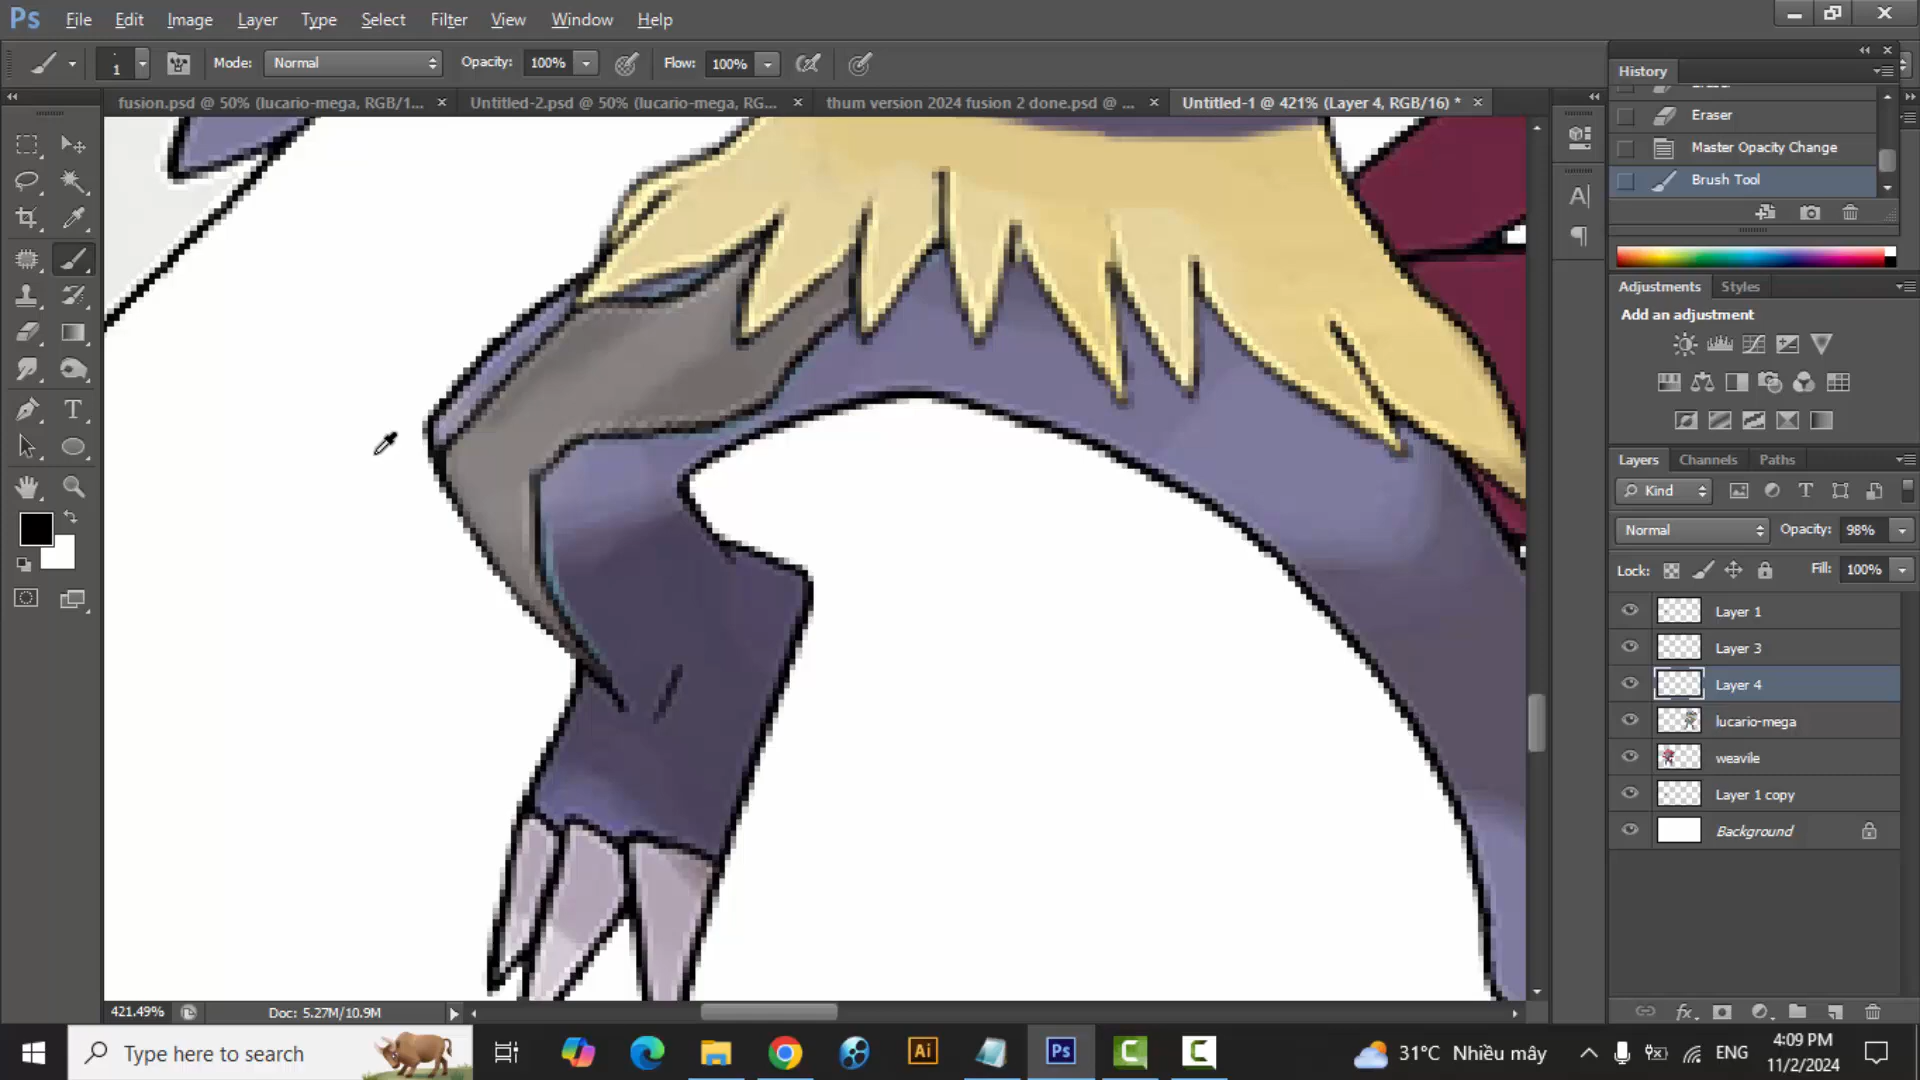 Ps File Edit Image Layer Type Select Filter View Window Help
1 Mode: Normal Opacity: 100% Flow: 100%
fusion.psd @ 50% (lucario-mega, RGB/1... × Untitled-2.psd @ 50% (lucario-mega, RG... × thum version 2024 fusion 2 done.psd @ ... × Untitled-1 @ 421% (Layer 4, RGB/16) * ×
History
Eraser
Eraser
Master Opacity Change
Brush Tool
Adjustments Styles
Add an adjustment
Layers Channels Paths
Kind
Normal Opacity: 98%
Lock: Fill: 100%
Layer 1
Layer 3
Layer 4
lucario-mega
weavile
Layer 1 copy
Background
421.49% Doc: 5.27M/10.9M
Type here to search
Ai Ps
31°C Nhiều mây
ENG
4:09 PM
11/2/2024